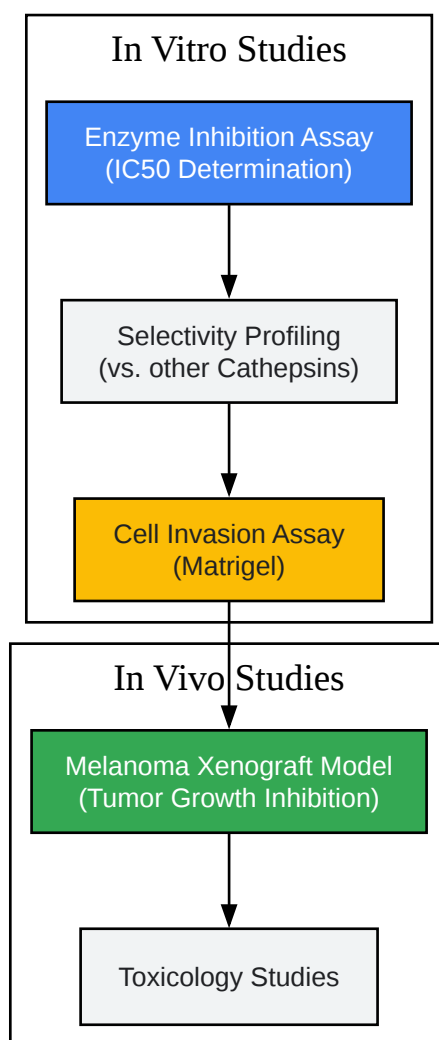 In Vitro Studies
Enzyme Inhibition Assay
(IC50 Determination)
Selectivity Profiling
(vs. other Cathepsins)
Cell Invasion Assay
(Matrigel)
In Vivo Studies
Melanoma Xenograft Model
(Tumor Growth Inhibition)
Toxicology Studies